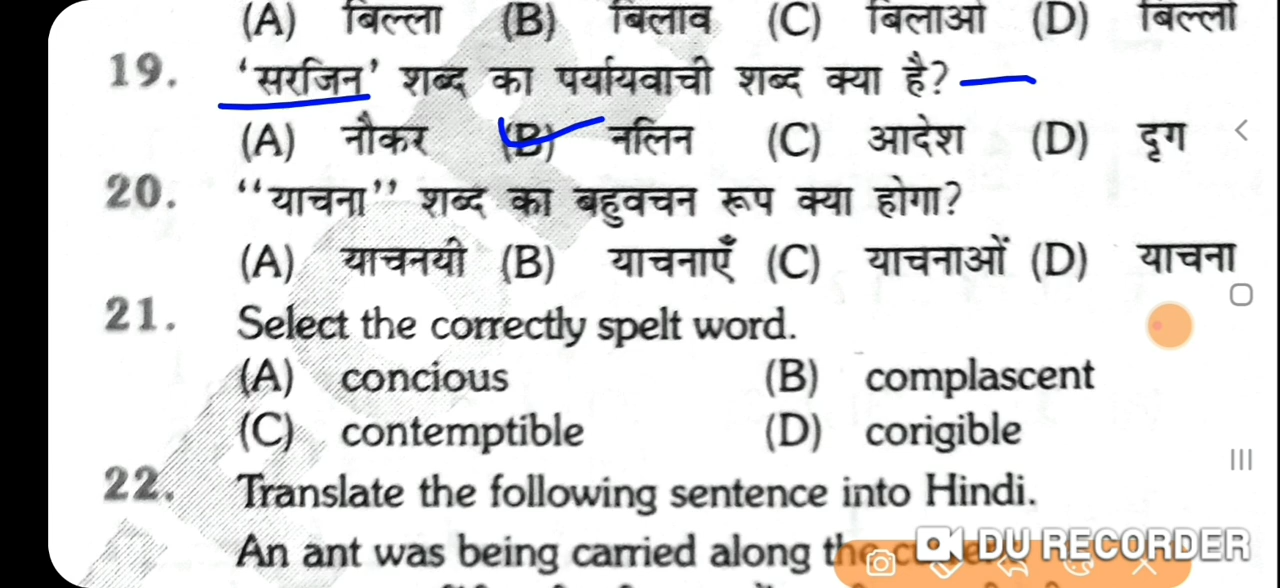 (A) बिल्ला (B) बिलाव (C) बिलाओ (D) बिल्लो
19. 'सरजिन' शब्द का पर्यायवाची शब्द क्या है?
(A) नौकर (B) नलिन (C) आदेश (D) दृग
20. "याचना" शब्द का बहुवचन रूप क्या होगा?
(A) याचनयी (B) याचनाएँ (C) याचनाओं (D) याचना
21. Select the correctly spelt word.
(A) concious (B) complascent
(C) contemptible (D) corigible
22. Translate the following sentence into Hindi.
An ant was being carried along the
DU RECORDER